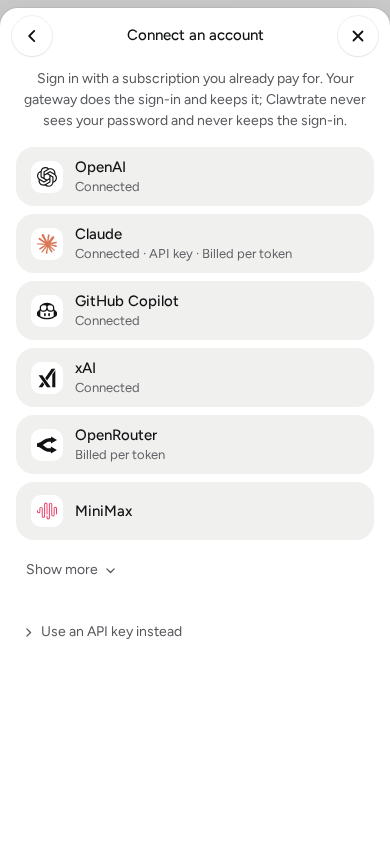 Connect an account
Sign in with a subscription you already pay for. Your
gateway does the sign-in and keeps it; Clawtrate never
sees your password and never keeps the sign-in.
OpenAI
Connected
Claude
Connected · API key · Billed per token
GitHub Copilot
Connected
xAI
Connected
OpenRouter
Billed per token
MiniMax
Show more
Use an API key instead